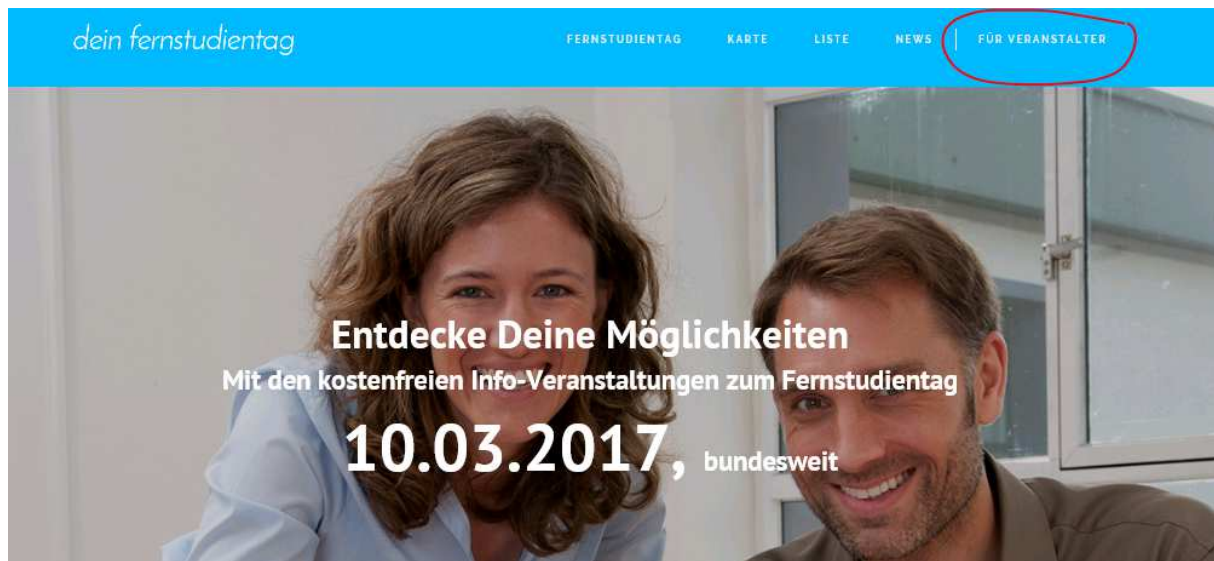 dein fernstudientag
FERNSTUDIENTAG KARTE LISTE NEWS FÜR VERANSTALTER
Entdecke Deine Möglichkeiten
Mit den kostenfreien Info-Veranstaltungen zum Fernstudientag
10.03.2017, bundesweit